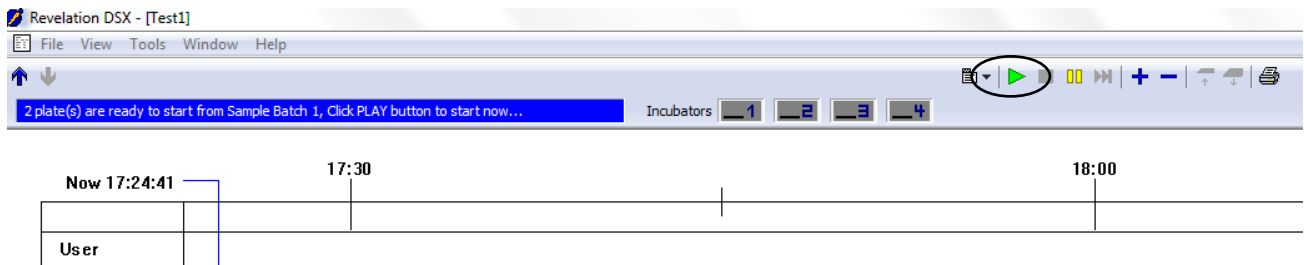 Revelation DSX - [Test1]
File View Tools Window Help
2 plate(s) are ready to start from Sample Batch 1, Click PLAY button to start now...
Incubators 1 2 3 4
17:30 18:00
Now 17:24:41
User